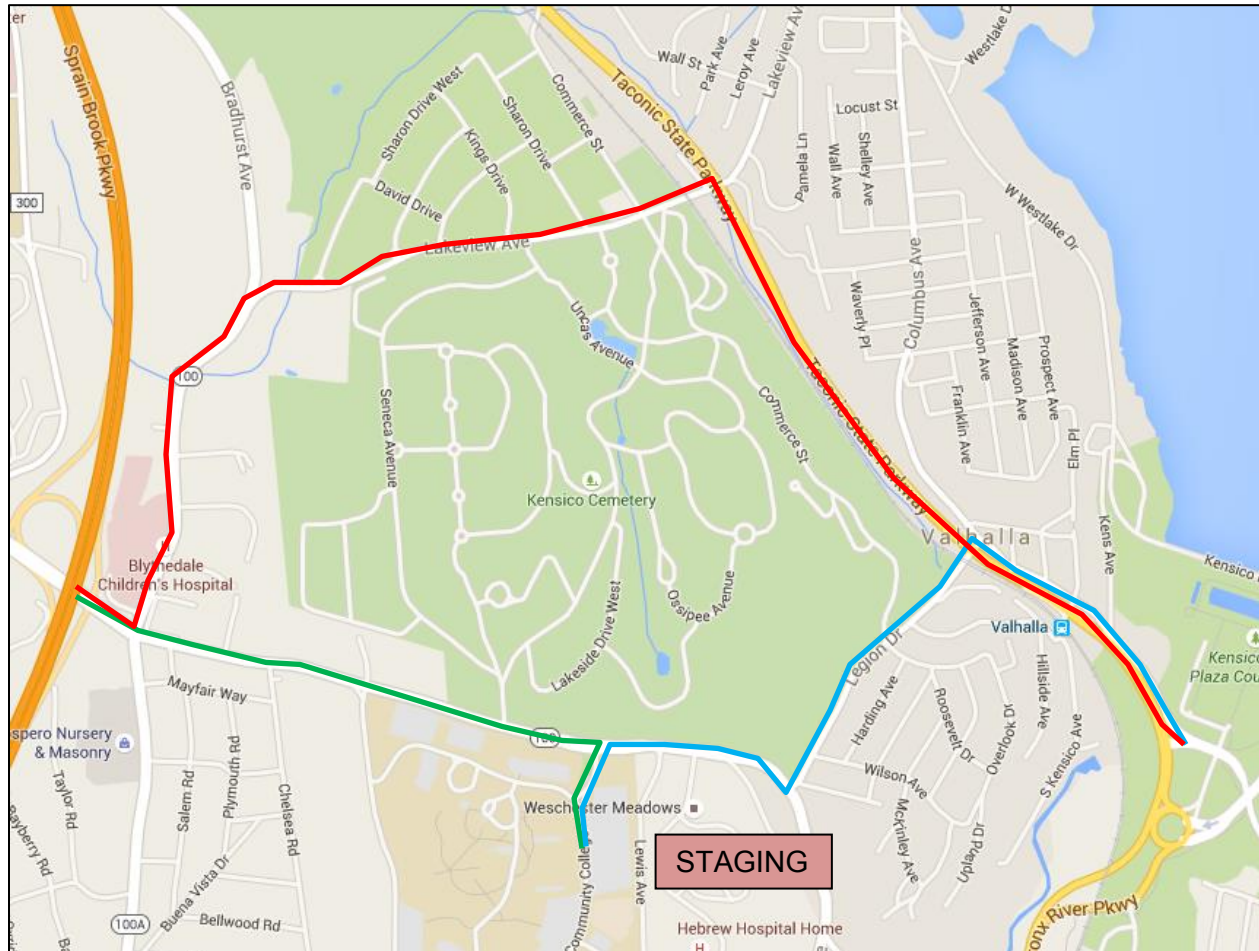 ter
Sprain Brook Pkwy
Bradhurst Ave
300
Sharon Drive West
Kings Drive
Sharon Drive
David Drive
Commerce St
Lakeview Ave
Wall St
Park Ave
Leroy Ave
Lakeview Ave
Westlake D
Taconic State Parkway
Locust St
Shelley Ave
Wall Ave
Pamela Ln
W Westlake Dr
Columbus Ave
Waverly Pl
Jefferson Ave
Madison Ave
Prospect Ave
Franklin Ave
Elm Pl
100
Uncas Avenue
Seneca Avenue
Commerce St
Taconic State Parkway
Kensico Cemetery
Valhalla
Kens Ave
Kensico
Blythedale
Children's Hospital
H
Lakeside Drive West
Ossipee Avenue
Legion Dr
Valhalla
Hillside Ave
Kensico
Plaza Cou
Mayfair Way
100
Harding Ave
Roosevelt Dr
Overlook Dr
S Kensico Ave
spero Nursery
& Masonry
Taylor Rd
Salem Rd
Plymouth Rd
Chelsea Rd
Bayberry Rd
Buena Vista Dr
Bellwood Rd
100A
Weschester Meadows
Wilson Ave
McKinley Ave
Upland Dr
STAGING
Lewis Ave
Community Colleg
Hebrew Hospital Home
H
onx River Pkwy